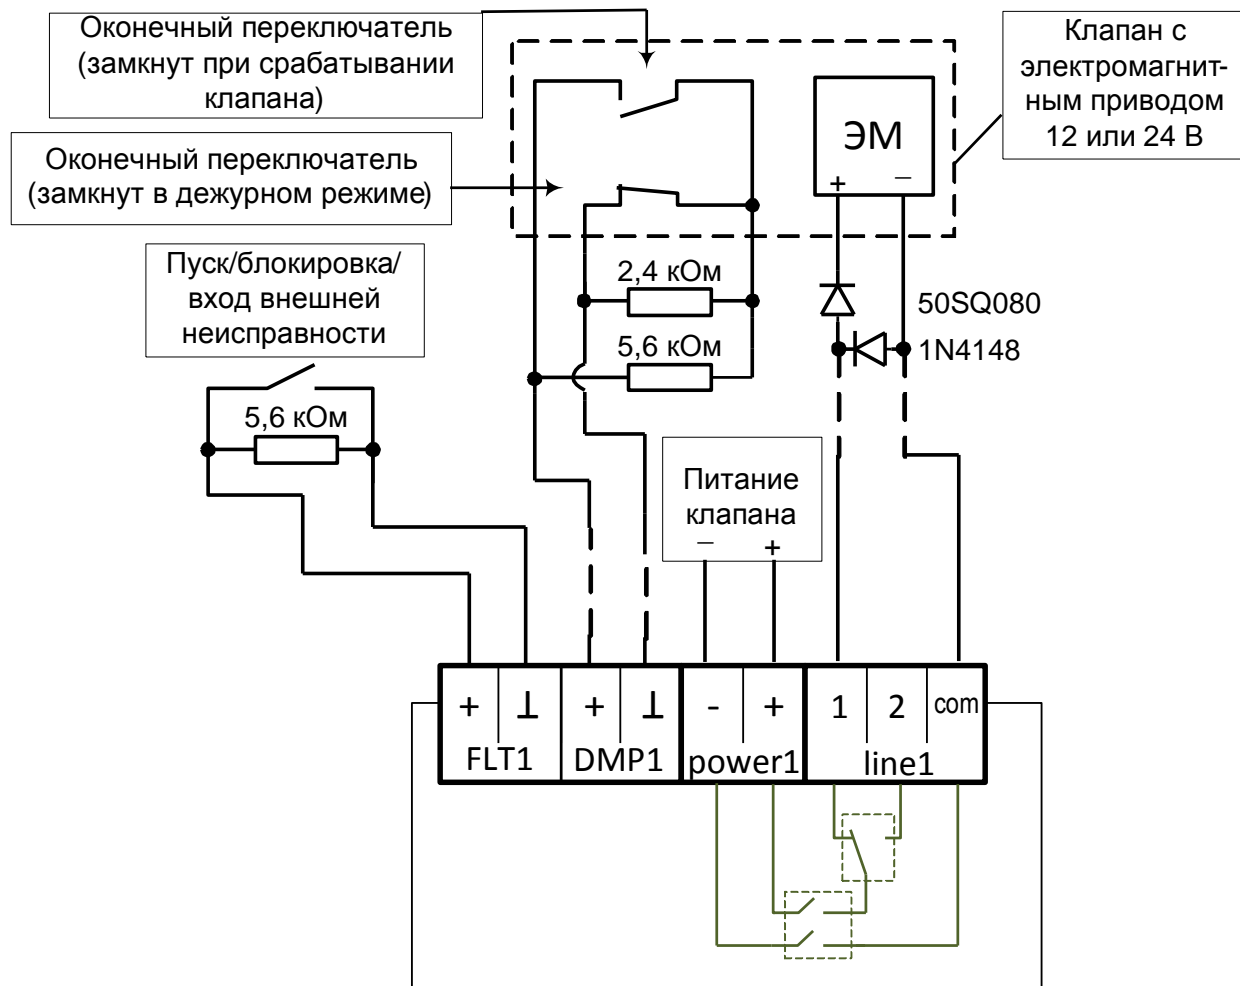 Оконечный переключатель
(замкнут при срабатывании
клапана)
Клапан с
электромагнит-
ным приводом
12 или 24 В
ЭМ
+ –
Оконечный переключатель
(замкнут в дежурном режиме)
Пуск/блокировка/
вход внешней
неисправности
2,4 кОм
50SQ080
5,6 кОм
1N4148
5,6 кОм
Питание
клапана
– +
+ ⊥ + ⊥ - + 1 2 com
FLT1 DMP1 power1 line1